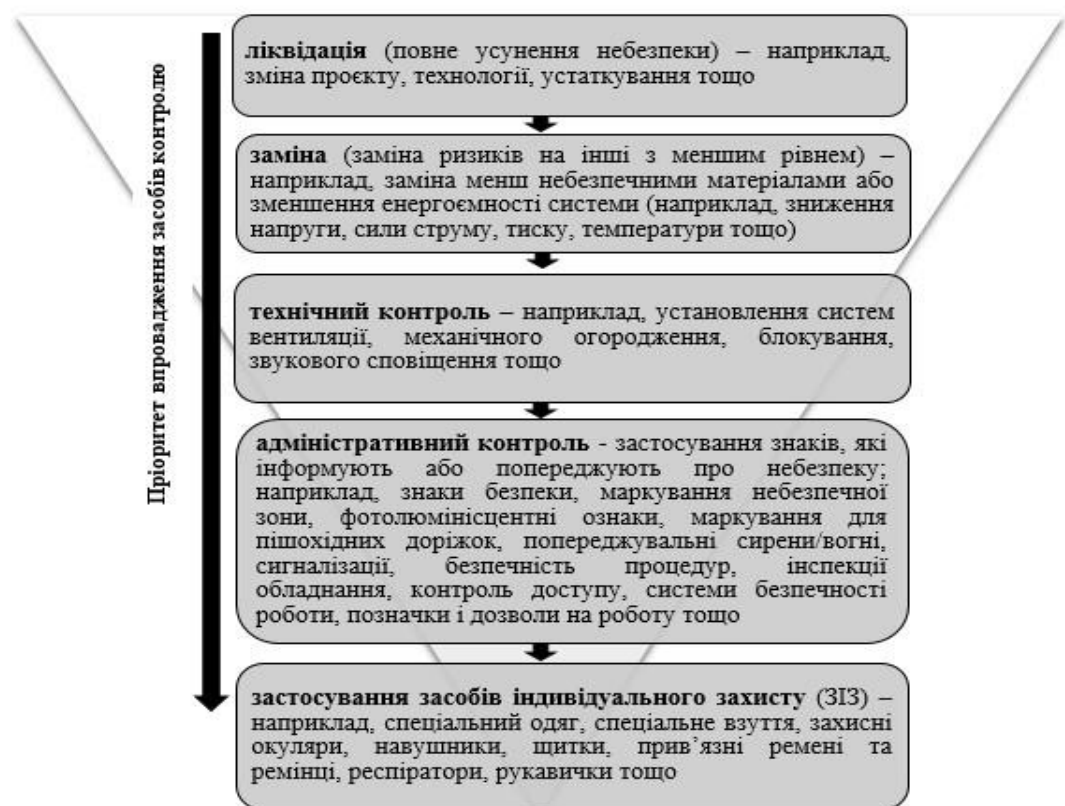 Пріоритет впровадження засобів контролю
ліквідація (повне усунення небезпеки) – наприклад,
зміна проєкту, технології, устаткування тощо
заміна (заміна ризиків на інші з меншим рівнем) –
наприклад, заміна менш небезпечними матеріалами або
зменшення енергоємності системи (наприклад, зниження
напруги, сили струму, тиску, температури тощо)
технічний контроль – наприклад, установлення систем
вентиляції, механічного огородження, блокування,
звукового сповіщення тощо
адміністративний контроль - застосування знаків, які
інформують або попереджують про небезпеку;
наприклад, знаки безпеки, маркування небезпечної
зони, фотолюмінісцентні ознаки, маркування для
пішохідних доріжок, попереджувальні сирени/вогні,
сигналізації, безпечність процедур, інспекції
обладнання, контроль доступу, системи безпечності
роботи, позначки і дозволи на роботу тощо
застосування засобів індивідуального захисту (ЗІЗ) –
наприклад, спеціальний одяг, спеціальне взуття, захисні
окуляри, навушники, щитки, прив’язні ремені та
ремінці, респіратори, рукавички тощо